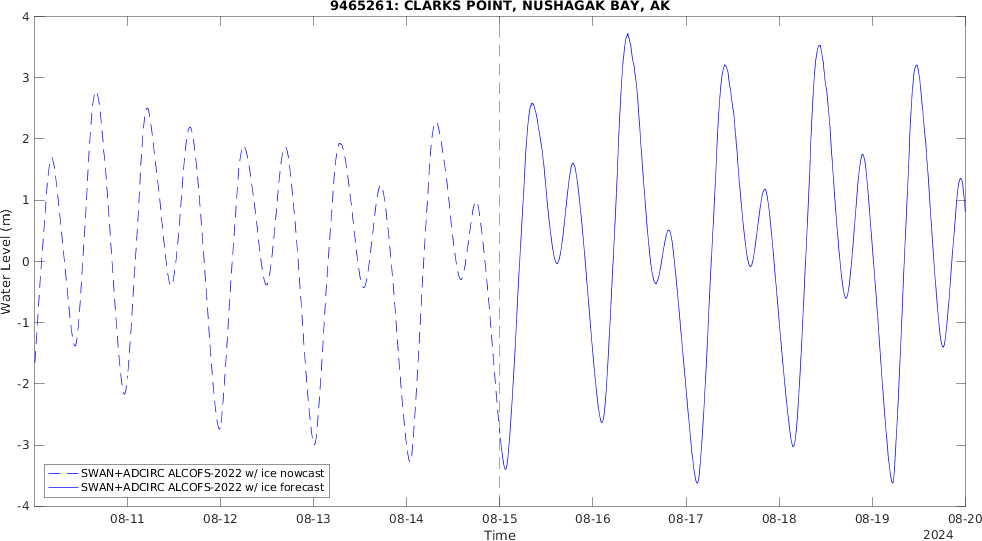 9465261: CLARKS POINT, NUSHAGAK BAY, AK
4
3
2
1
0
-1
-2
-3
-4
Water Level (m)
SWAN+ADCIRC ALCOFS-2022 w/ ice nowcast
SWAN+ADCIRC ALCOFS-2022 w/ ice forecast
08-11 08-12 08-13 08-14 08-15 08-16 08-17 08-18 08-19 08-20
Time
2024